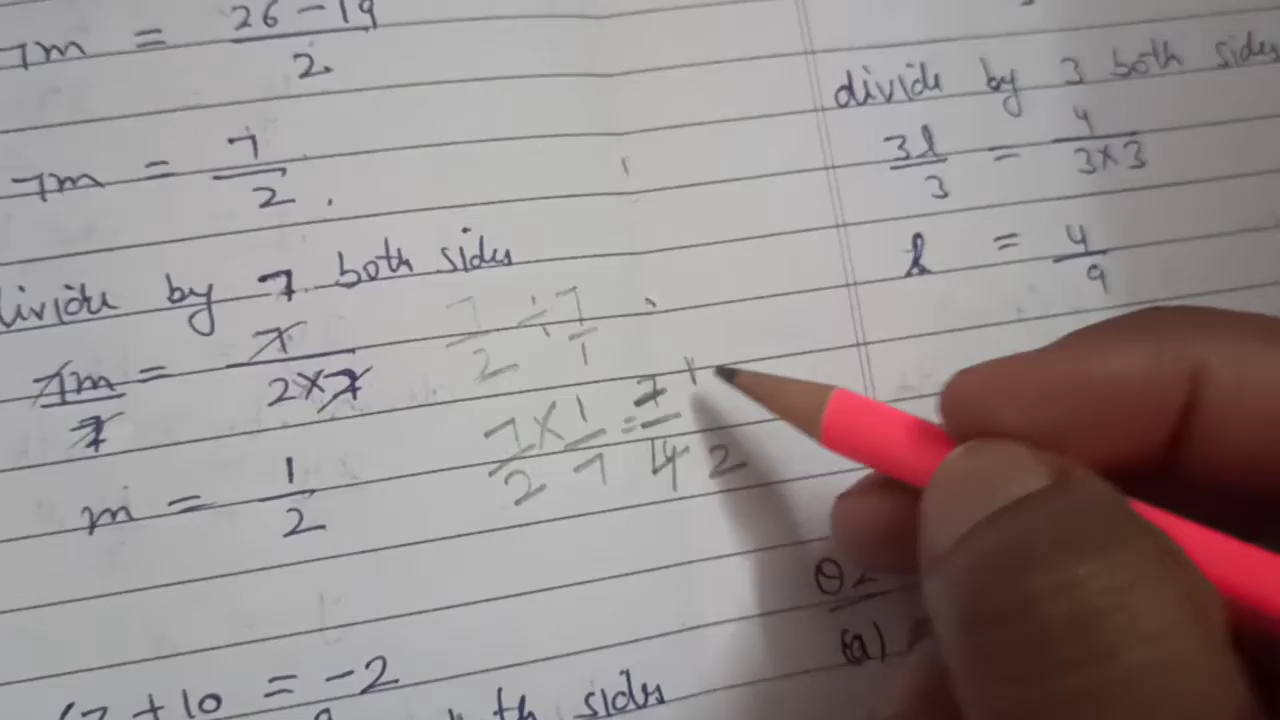 7m = 26 - 19 / 2
7m = 7 / 2 .
divide by 7 both sides
7m / 7 = 7 / 2 × 7
m = 1 / 2
7 / 2 ÷ 7 / 1
7 / 2 × 1 / 7 = 7 / 14 1 / 2
+ 10 = -2
both sides
divide by 3 both sides
3l / 3 = 4 / 3×3
l = 4 / 9
Q2
(a)